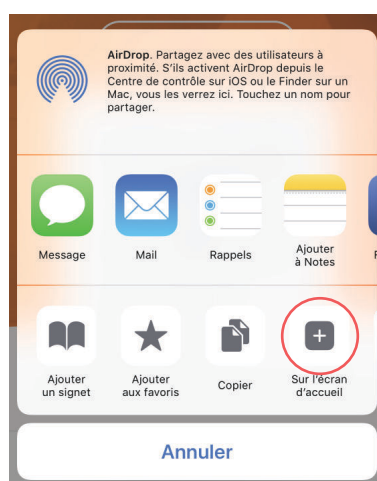 AirDrop. Partagez avec des utilisateurs à
proximité. S'ils activent AirDrop depuis le
Centre de contrôle sur iOS ou le Finder sur un
Mac, vous les verrez ici. Touchez un nom pour
partager.
Message
Mail
Rappels
Ajouter
à Notes
Ajouter
un signet
Ajouter
aux favoris
Copier
Sur l'écran
d'accueil
Annuler